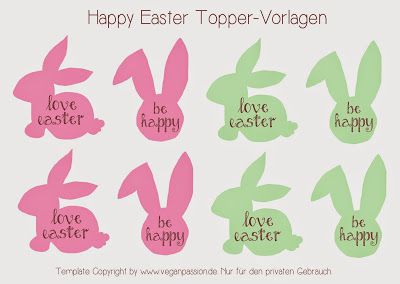 Happy Easter Topper-Vorlagen
love
easter
be
happy
love
easter
be
happy
love
easter
be
happy
love
easter
be
happy
Template Copyright by www.veganpassion.de. Nur für den privaten Gebrauch.